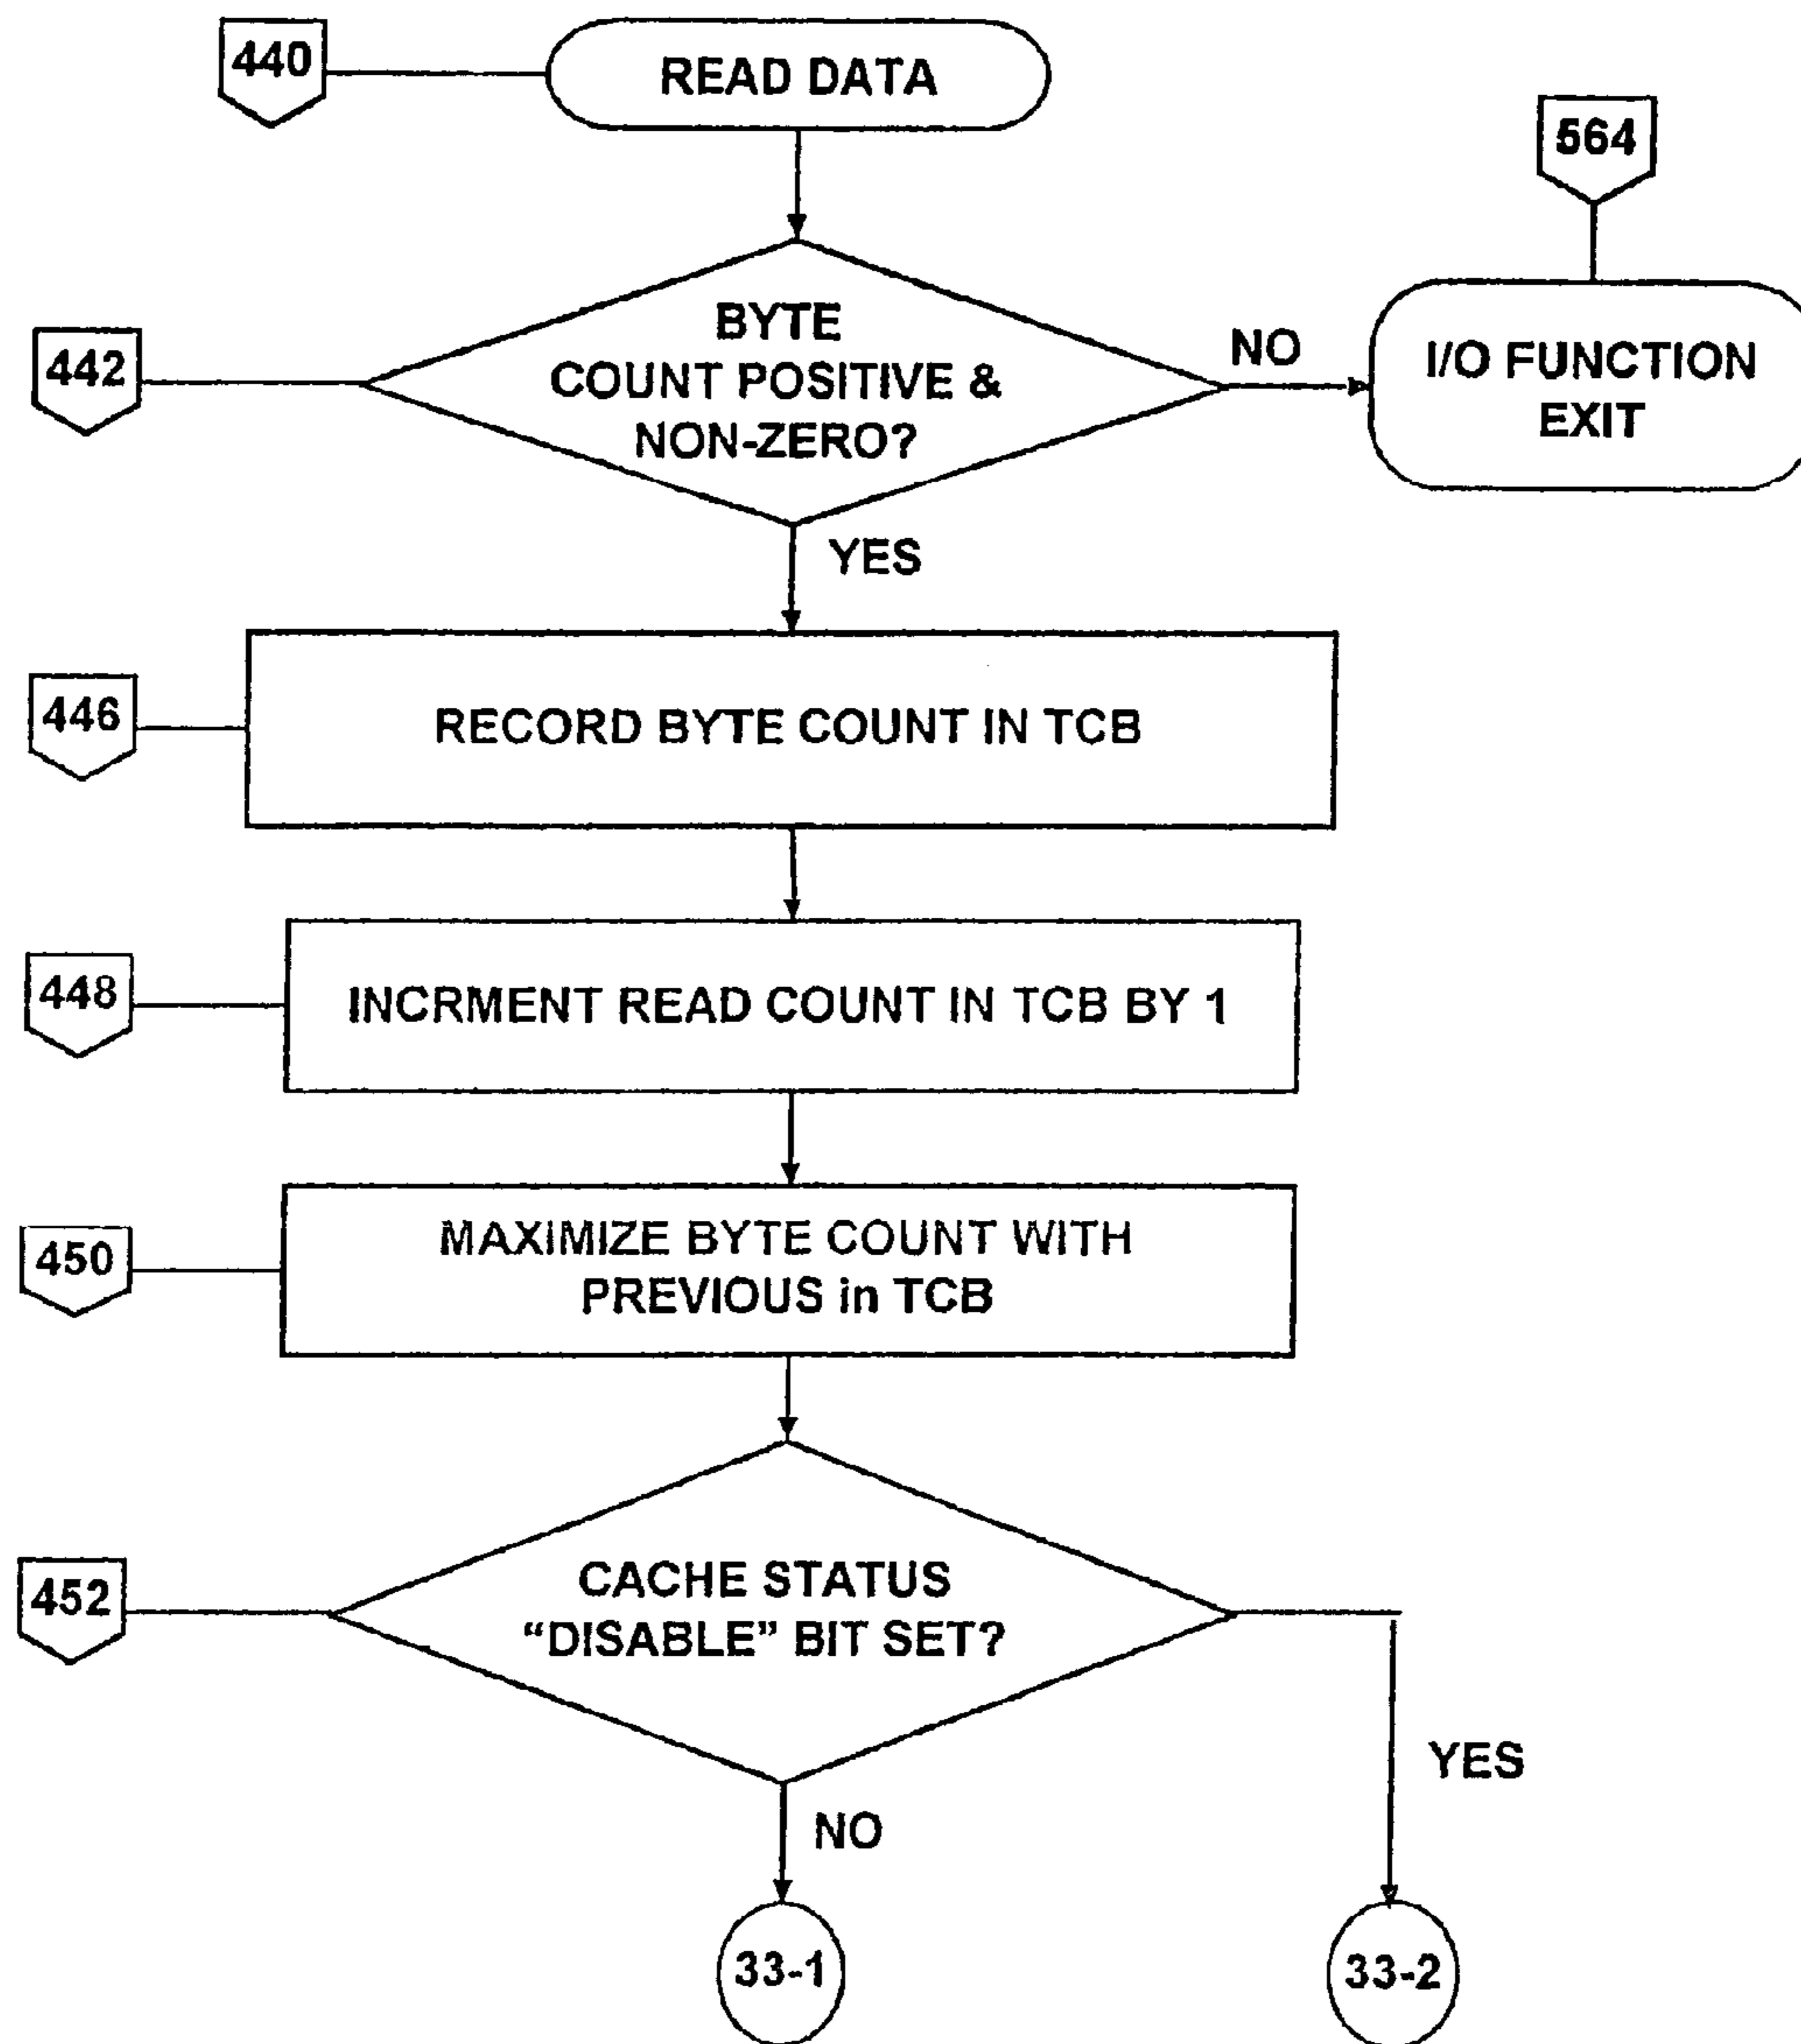 440
READ DATA
564
442
BYTE
COUNT POSITIVE &
NON-ZERO?
NO
I/O FUNCTION
EXIT
YES
446
RECORD BYTE COUNT IN TCB
448
INCRMENT READ COUNT IN TCB BY 1
450
MAXIMIZE BYTE COUNT WITH
PREVIOUS in TCB
452
CACHE STATUS
“DISABLE” BIT SET?
YES
NO
33-1
33-2